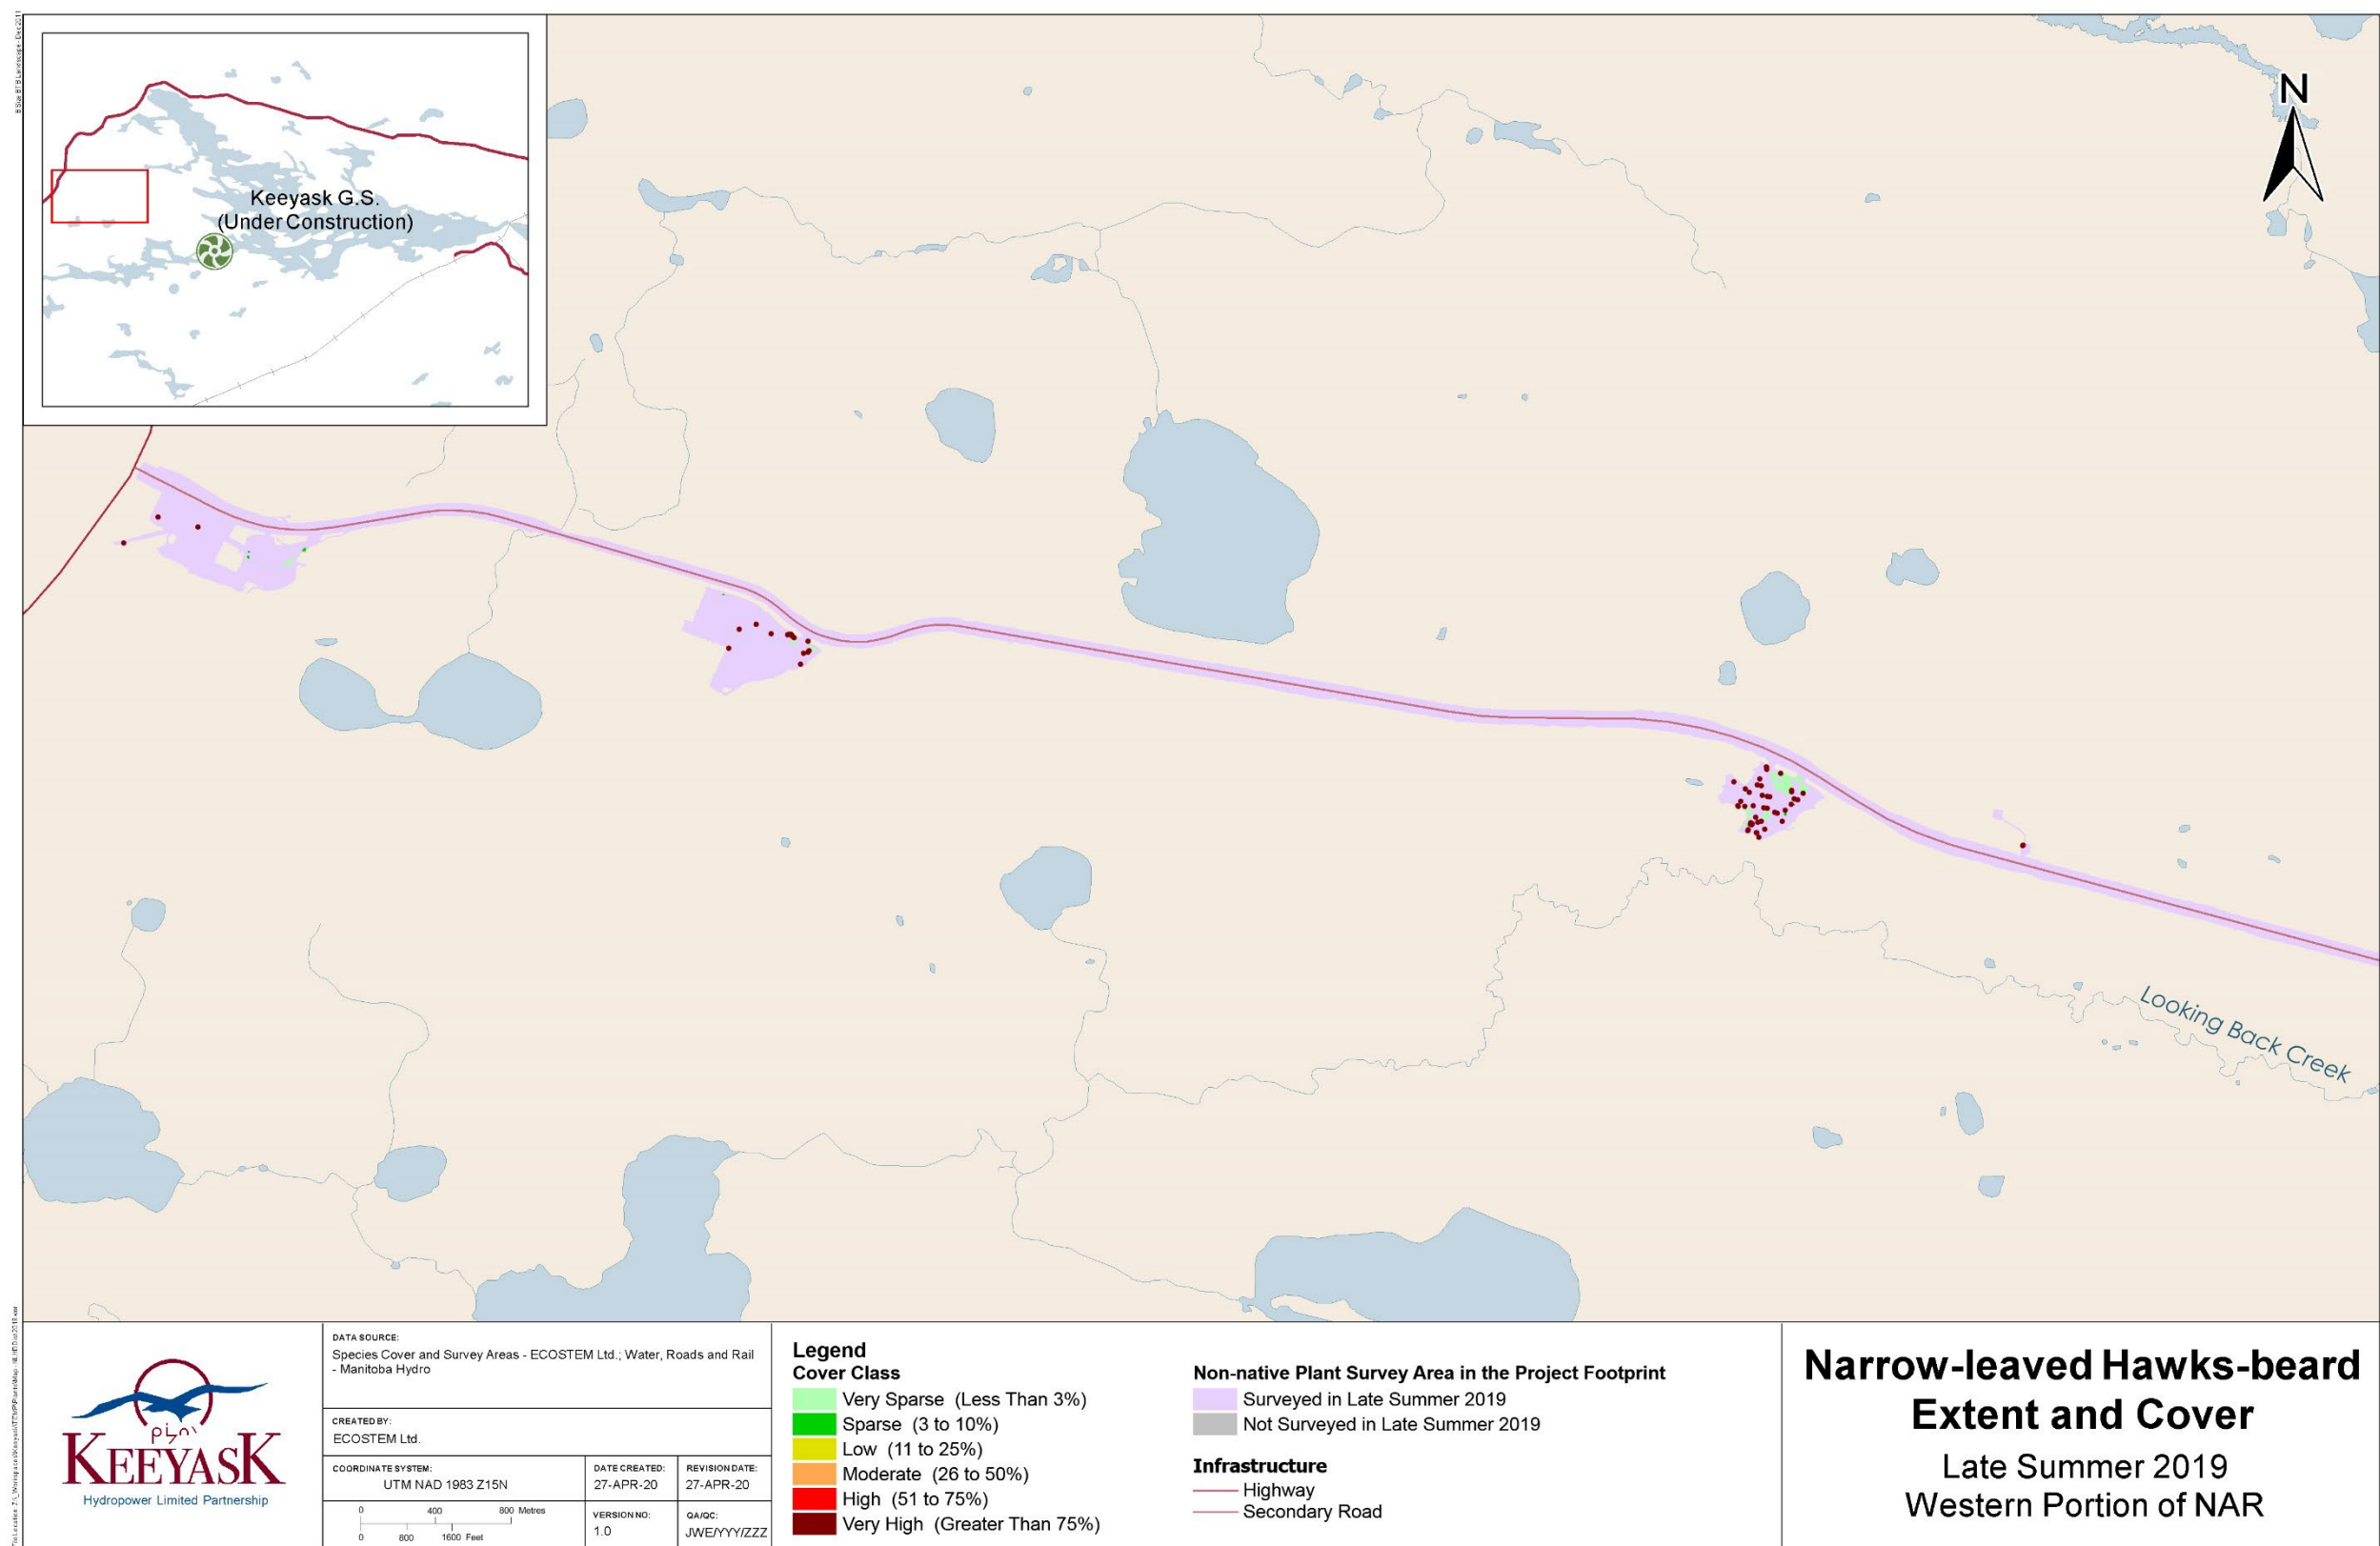 N
Keeyask G.S.
(Under Construction)
Looking Back Creek
KEEYASK
Hydropower Limited Partnership
DATA SOURCE:
Species Cover and Survey Areas - ECOSTEM Ltd.; Water, Roads and Rail
- Manitoba Hydro
CREATED BY:
ECOSTEM Ltd.
COORDINATE SYSTEM:
UTM NAD 1983 Z15N
DATE CREATED:
27-APR-20
REVISION DATE:
27-APR-20
0 400 800 Metres
0 800 1600 Feet
VERSION NO:
1.0
QA/QC:
JWE/YYY/ZZZ
Legend
Cover Class
Very Sparse (Less Than 3%)
Sparse (3 to 10%)
Low (11 to 25%)
Moderate (26 to 50%)
High (51 to 75%)
Very High (Greater Than 75%)
Non-native Plant Survey Area in the Project Footprint
Surveyed in Late Summer 2019
Not Surveyed in Late Summer 2019
Infrastructure
Highway
Secondary Road
Narrow-leaved Hawks-beard
Extent and Cover
Late Summer 2019
Western Portion of NAR